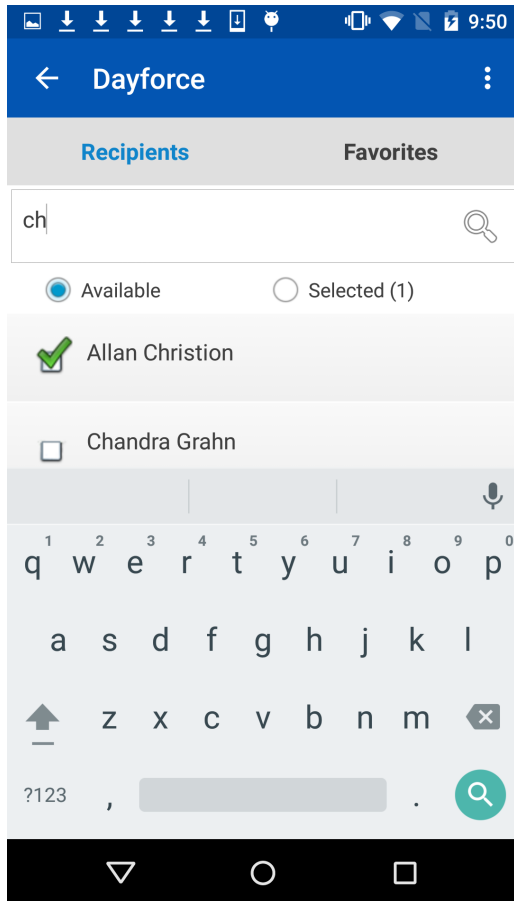 9:50
Dayforce
Recipients Favorites
ch
Available Selected (1)
Allan Christion
Chandra Grahn
1 2 3 4 5 6 7 8 9 0
q w e r t y u i o p
a s d f g h j k l
z x c v b n m
?123 , .